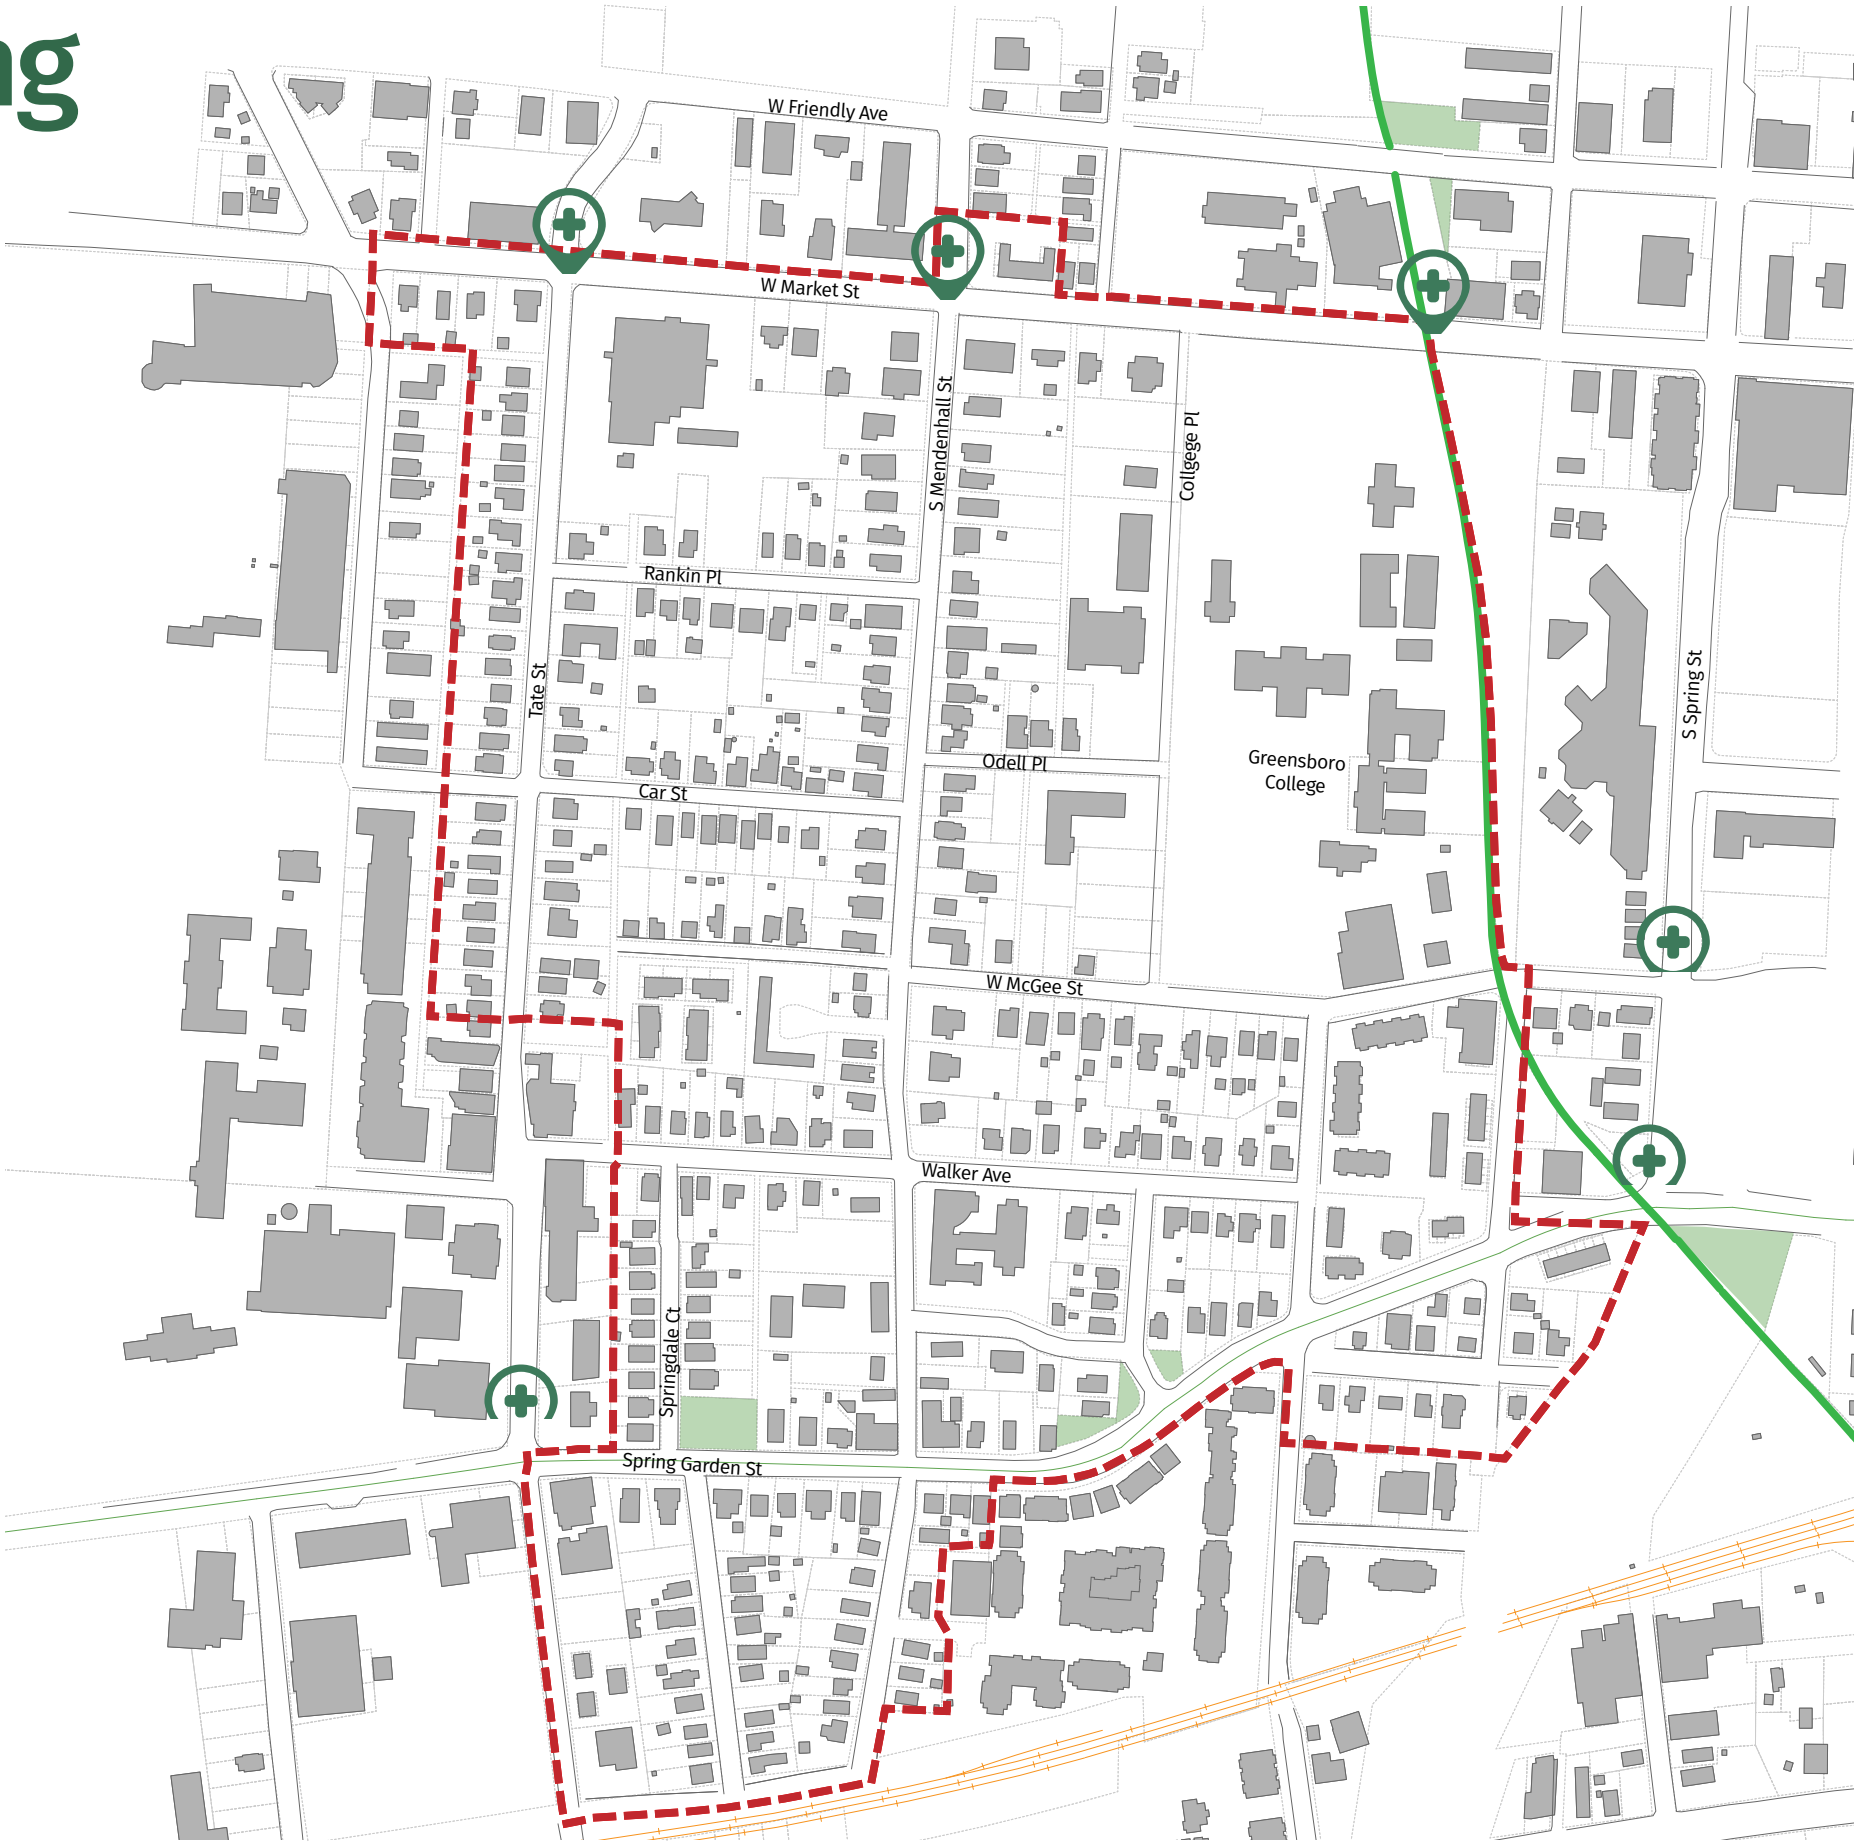 ng
W Friendly Ave
W Market St
S Mendenhall St
Collgege Pl
Rankin Pl
Tate St
S Spring St
Odell Pl
Greensboro
College
Car St
W McGee St
Walker Ave
Springdale Ct
Spring Garden St